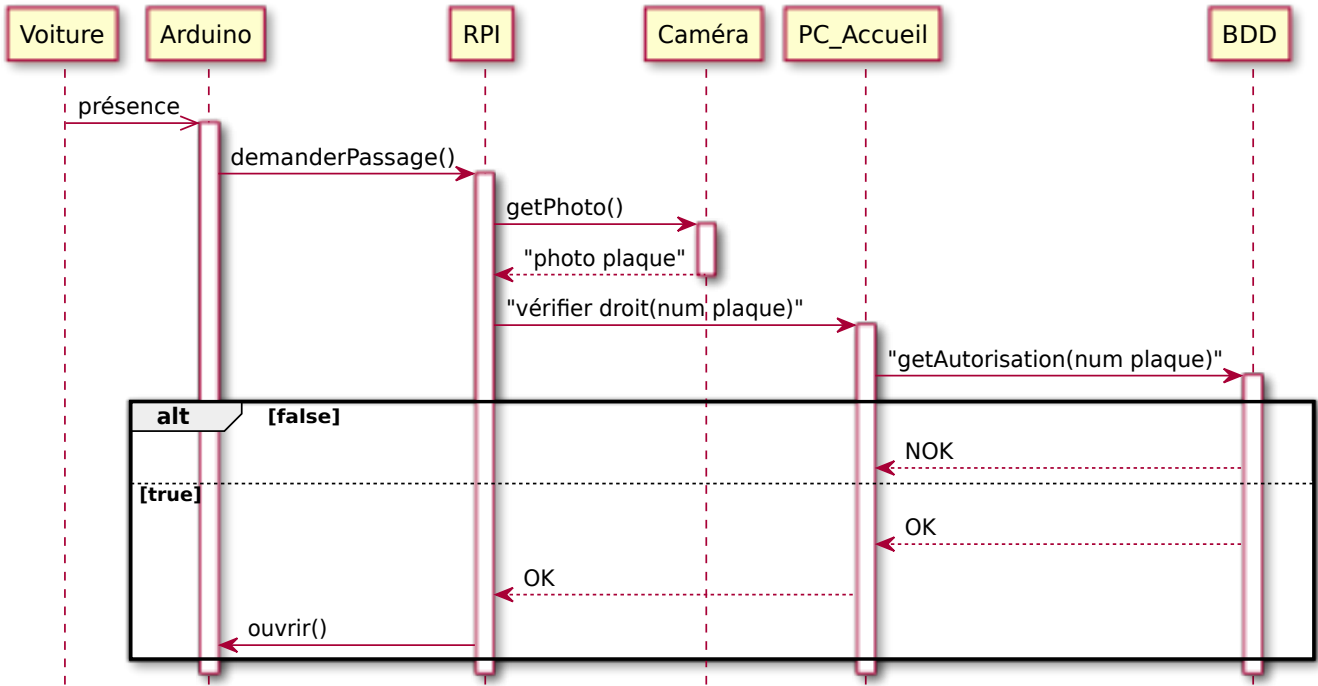 Voiture Arduino RPI Caméra PC_Accueil BDD
présence
demanderPassage()
getPhoto()
"photo plaque"
"vérifier droit(num plaque)"
"getAutorisation(num plaque)"
alt [false]
NOK
[true]
OK
OK
ouvrir()